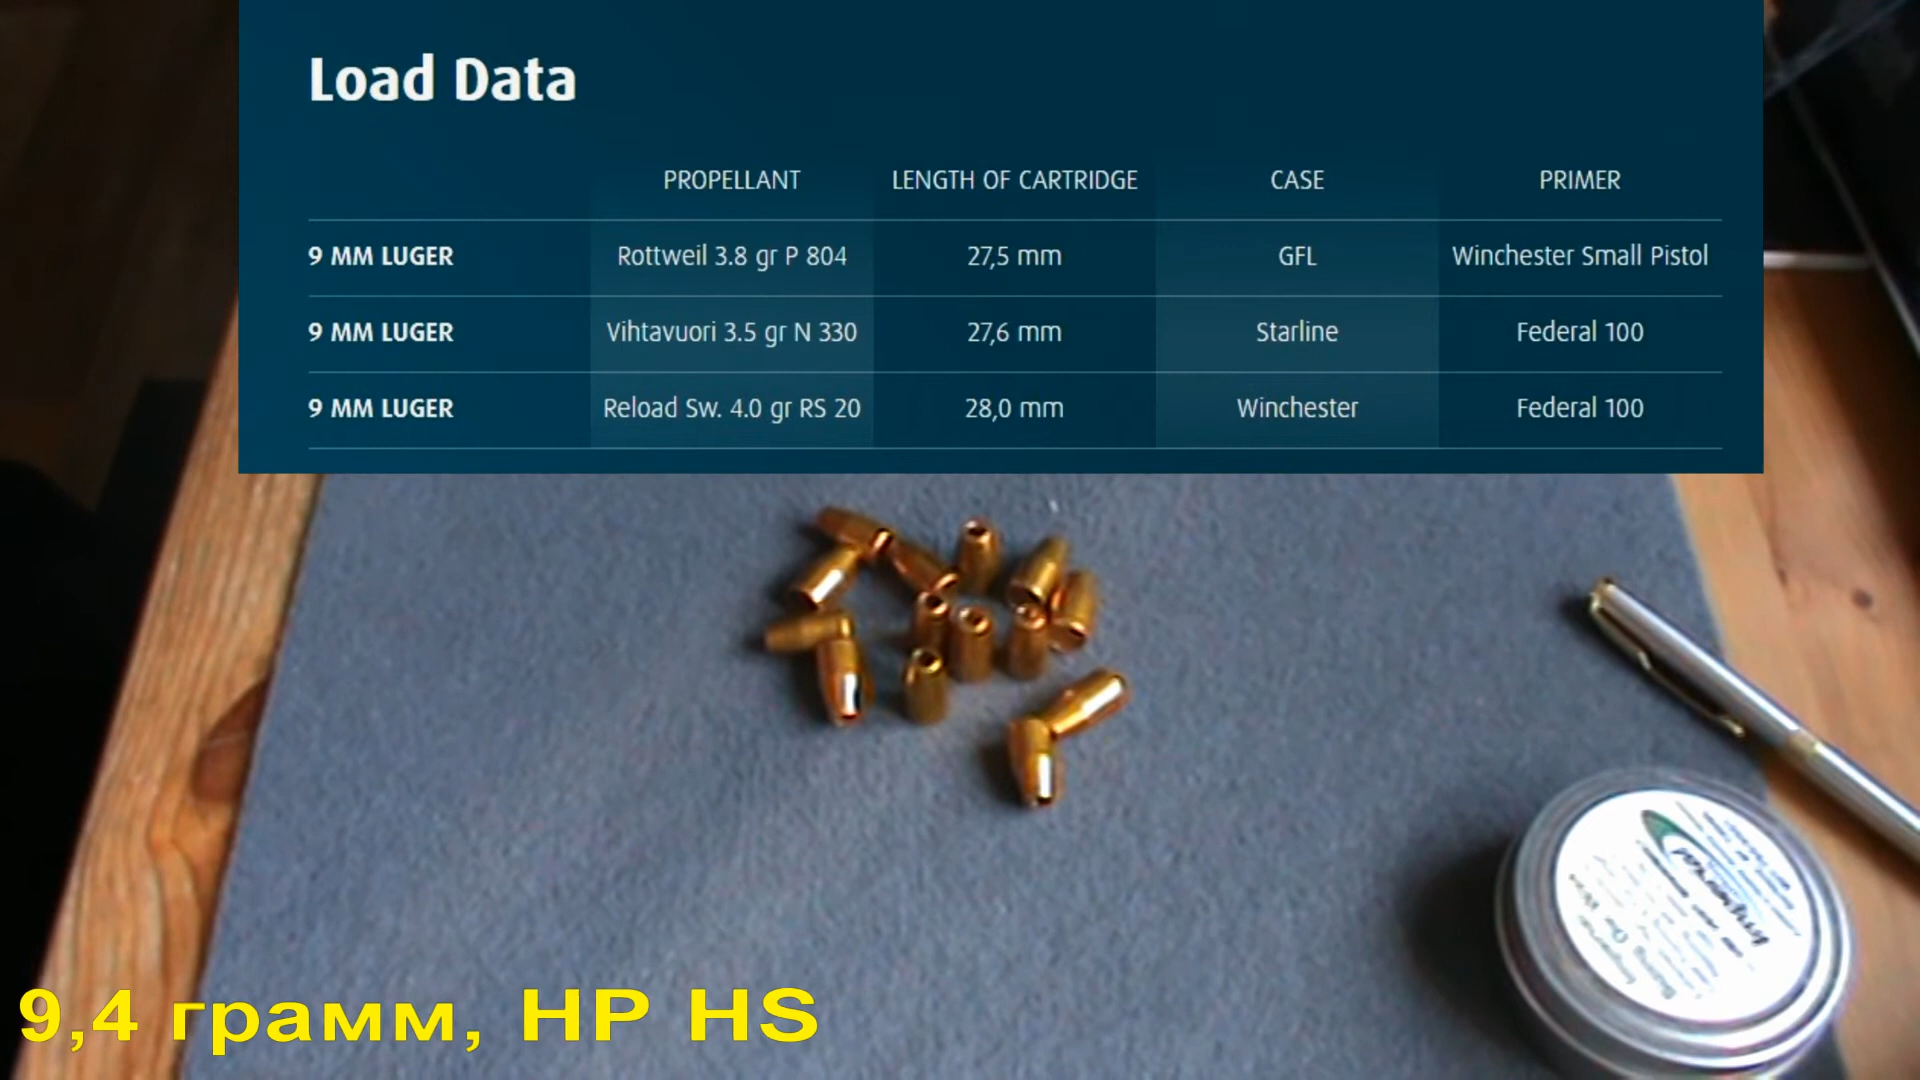 Load Data
PROPELLANT LENGTH OF CARTRIDGE CASE PRIMER
9 MM LUGER Rottweil 3.8 gr P 804 27,5 mm GFL Winchester Small Pistol
9 MM LUGER Vihtavuori 3.5 gr N 330 27,6 mm Starline Federal 100
9 MM LUGER Reload Sw. 4.0 gr RS 20 28,0 mm Winchester Federal 100
Imperial
9,4 грамм, HP HS